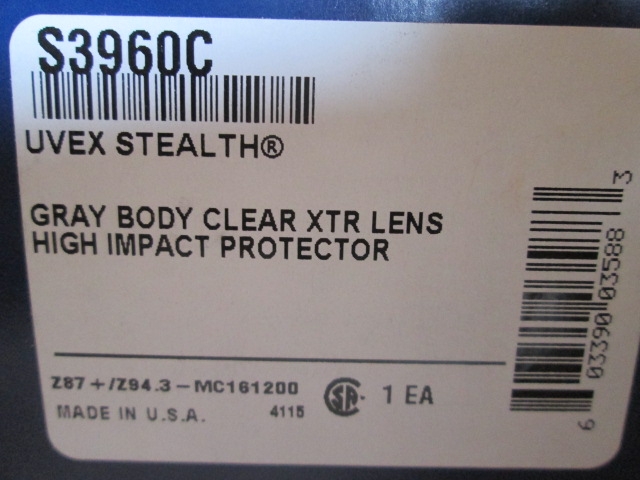 S3960C
UVEX STEALTH®
GRAY BODY CLEAR XTR LENS
HIGH IMPACT PROTECTOR
Z87+/Z94.3-MC161200
SA
1 EA
MADE IN U.S.A.
4115
6 03390 03588 3